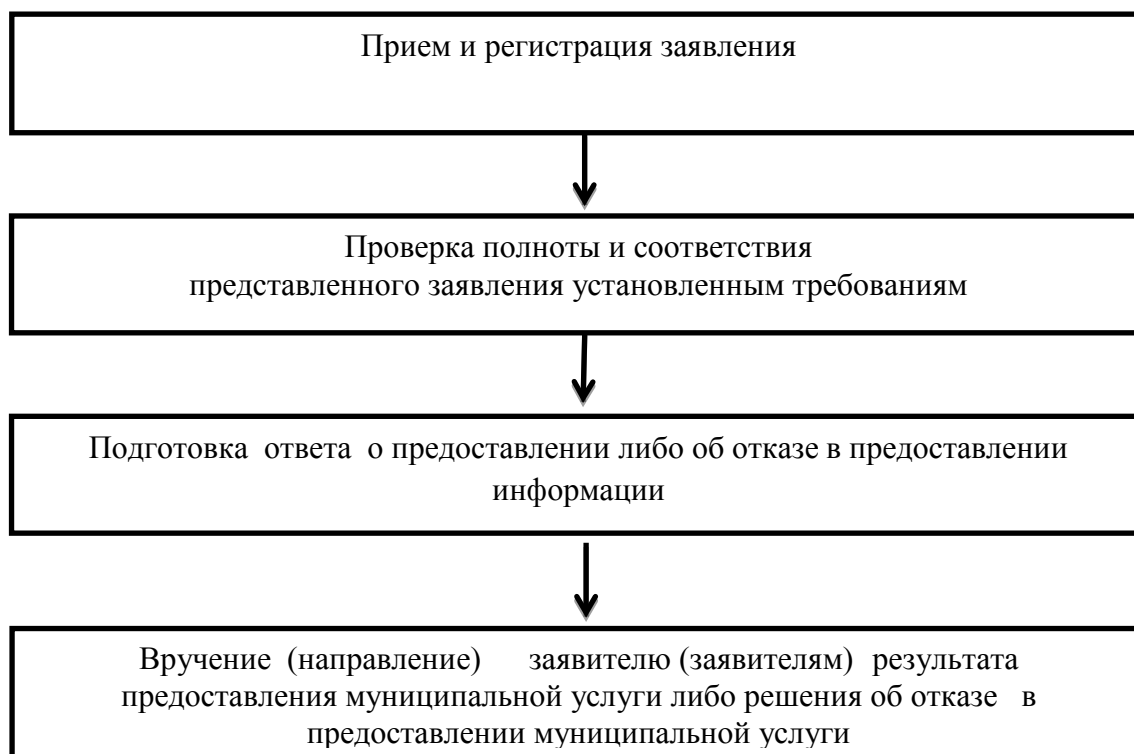 Прием и регистрация заявления
Проверка полноты и соответствия
представленного заявления установленным требованиям
Подготовка ответа о предоставлении либо об отказе в предоставлении
информации
Вручение (направление) заявителю (заявителям) результата
предоставления муниципальной услуги либо решения об отказе в
предоставлении муниципальной услуги